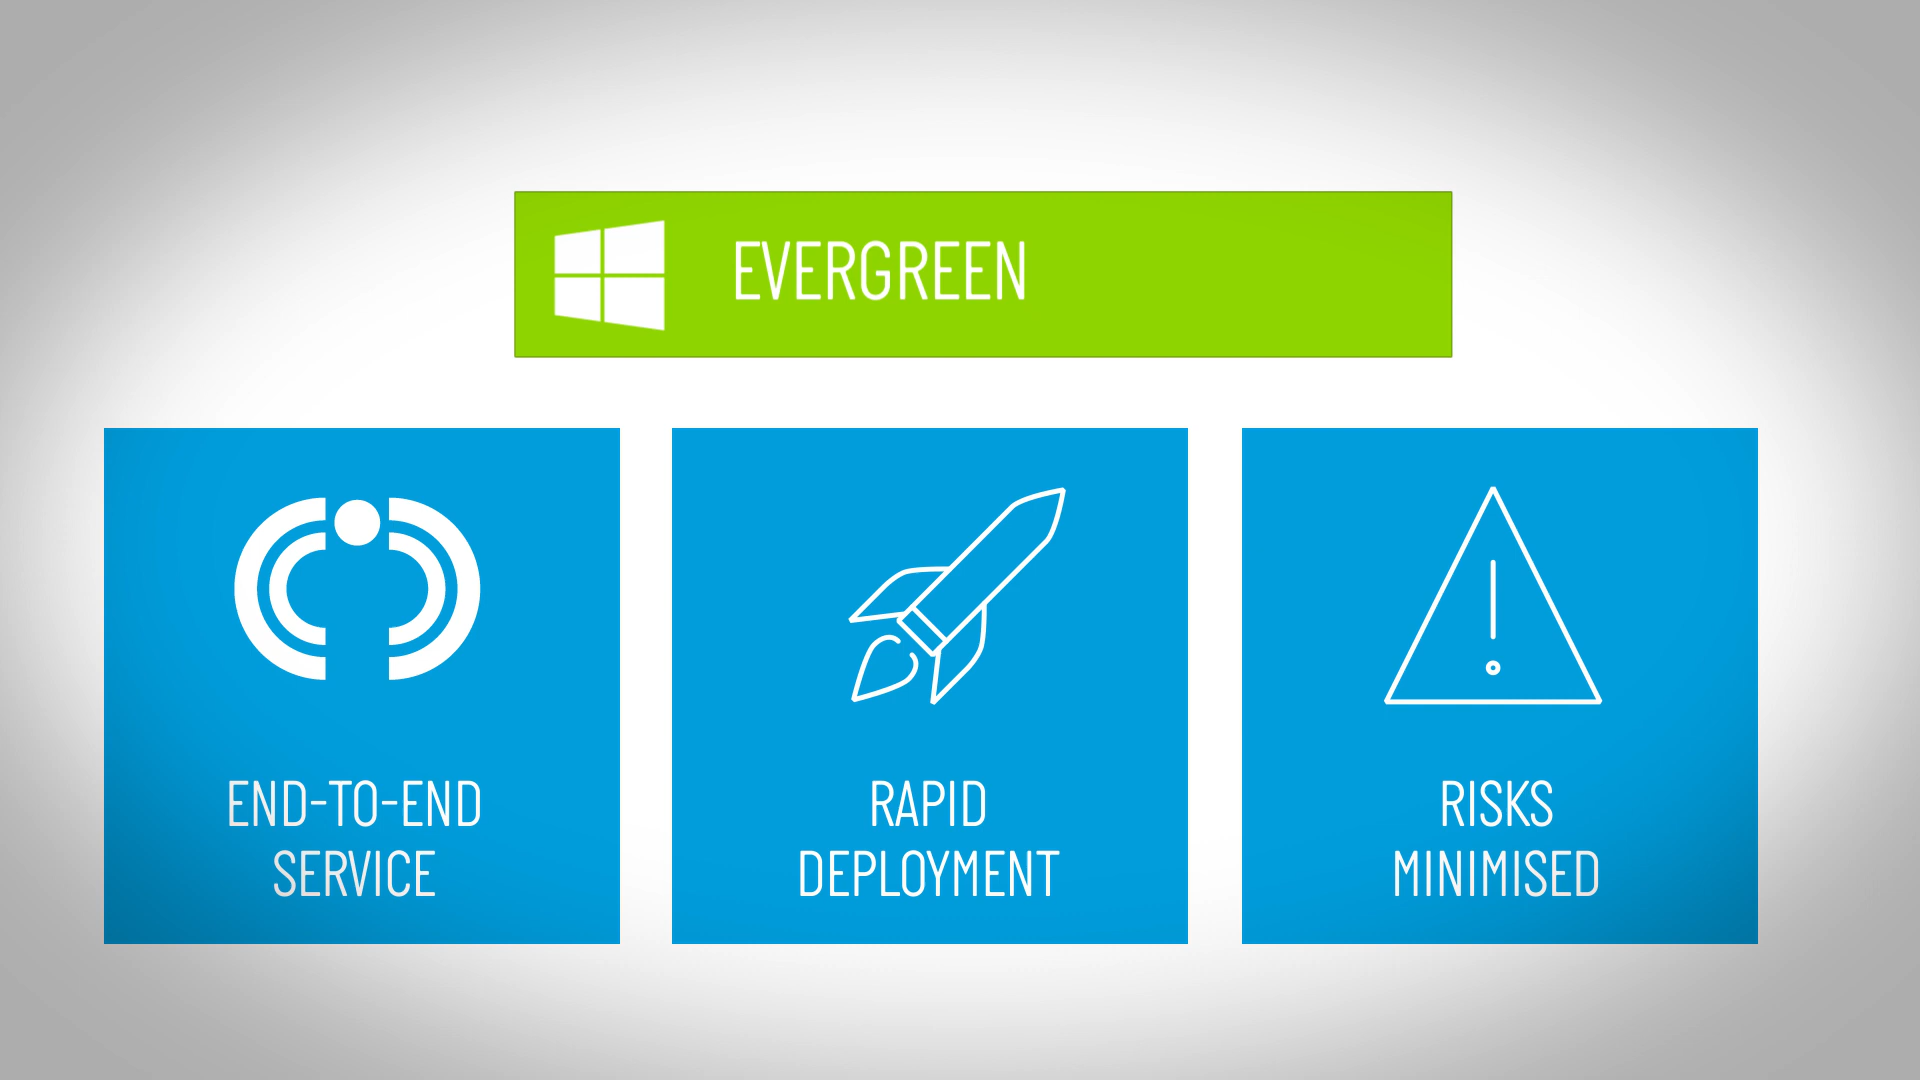 EVERGREEN
END-TO-END
SERVICE
RAPID
DEPLOYMENT
RISKS
MINIMISED